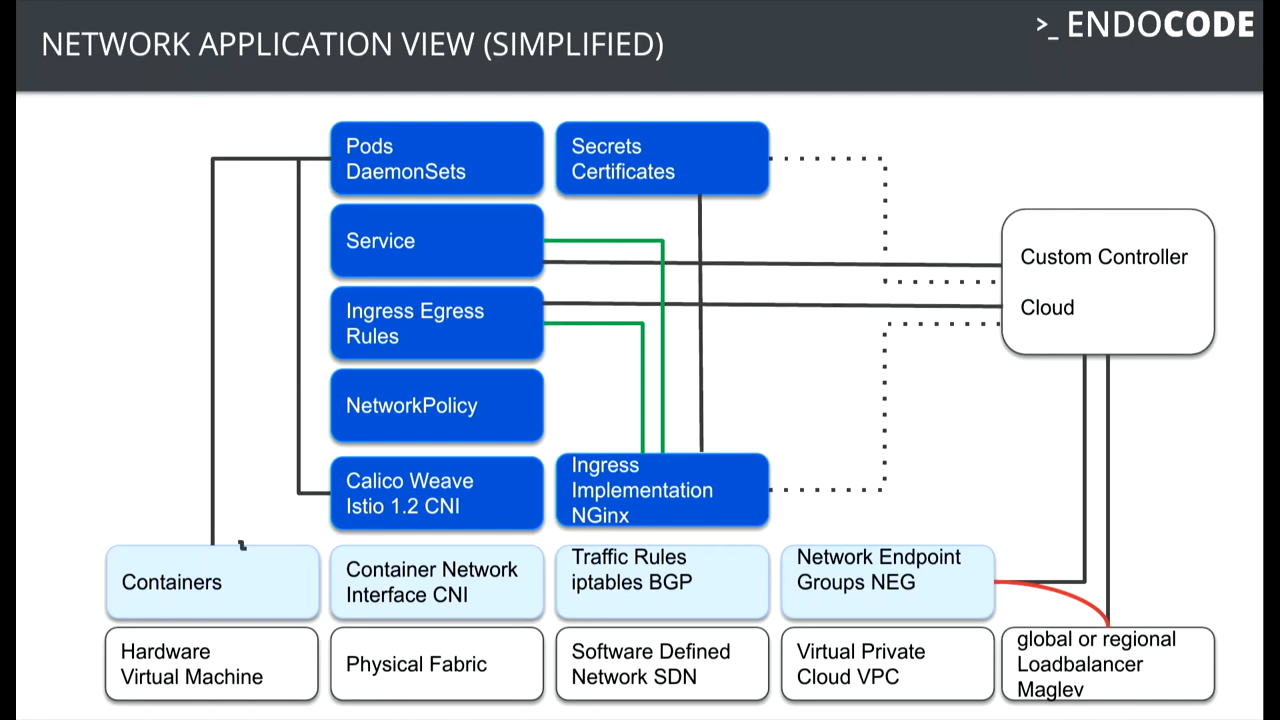 NETWORK APPLICATION VIEW (SIMPLIFIED)
>_ ENDOCODE
Pods
DaemonSets
Secrets
Certificates
Service
Custom Controller
Cloud
Ingress Egress
Rules
NetworkPolicy
Calico Weave
Istio 1.2 CNI
Ingress
Implementation
NGinx
Containers
Container Network
Interface CNI
Traffic Rules
iptables BGP
Network Endpoint
Groups NEG
Hardware
Virtual Machine
Physical Fabric
Software Defined
Network SDN
Virtual Private
Cloud VPC
global or regional
Loadbalancer
Maglev